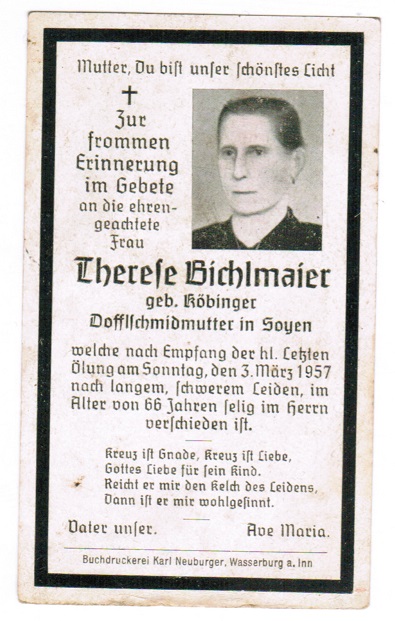 Mutter, Du bist unser schönstes Licht
Zur
frommen
Erinnerung
im Gebete
an die ehren-
geachtete
Frau
Therese Bichlmaier
geb. Köbinger
Dofflschmidmutter in Soyen
welche nach Empfang der hl. Letzten
Ölung am Sonntag, den 3. März 1957
nach langem, schwerem Leiden, im
Alter von 66 Jahren selig im Herrn
verschieden ist.
Kreuz ist Gnade, Kreuz ist Liebe,
Gottes Liebe für sein Kind.
Reicht er mir den Kelch des Leidens,
Dann ist er mir wohlgesinnt.
Vater unser. Ave Maria.
Buchdruckerei Karl Neuburger, Wasserburg a. Inn